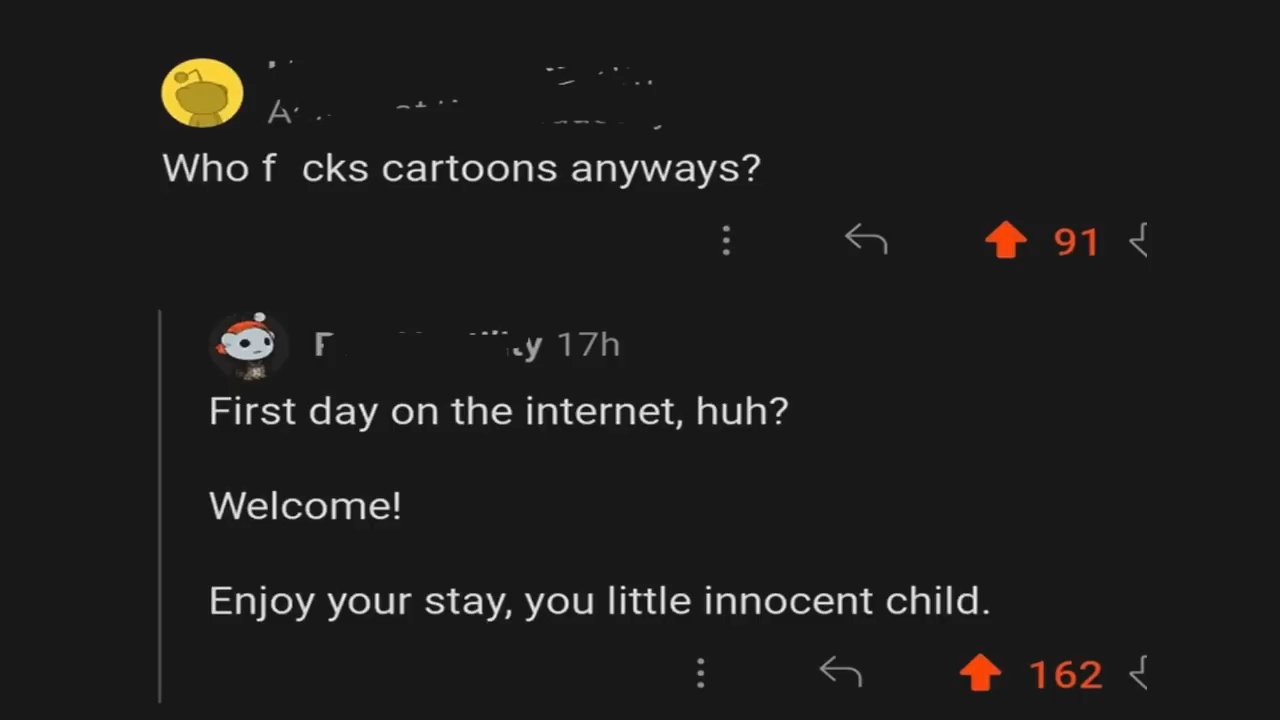 Who f cks cartoons anyways?
91
17h
First day on the internet, huh?
Welcome!
Enjoy your stay, you little innocent child.
162